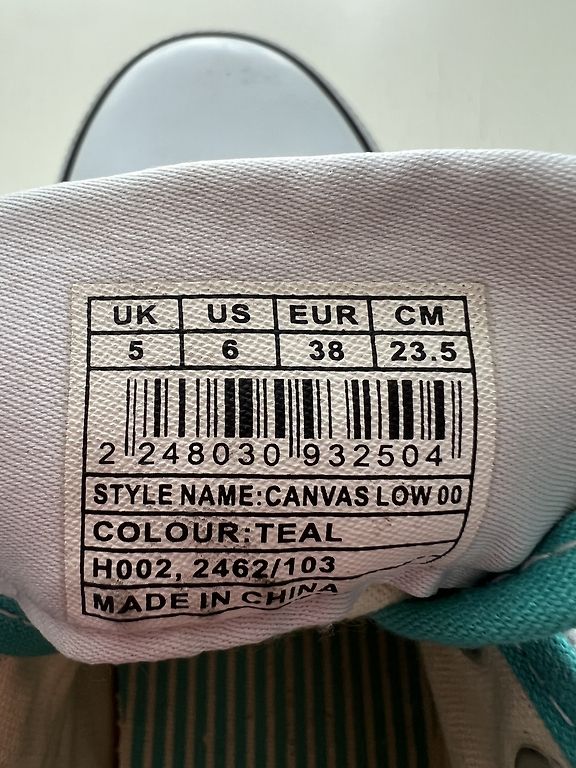 UK US EUR CM
5 6 38 23.5
2 248030 932504
STYLE NAME:CANVAS LOW 00
COLOUR:TEAL
H002, 2462/103
MADE IN CHINA